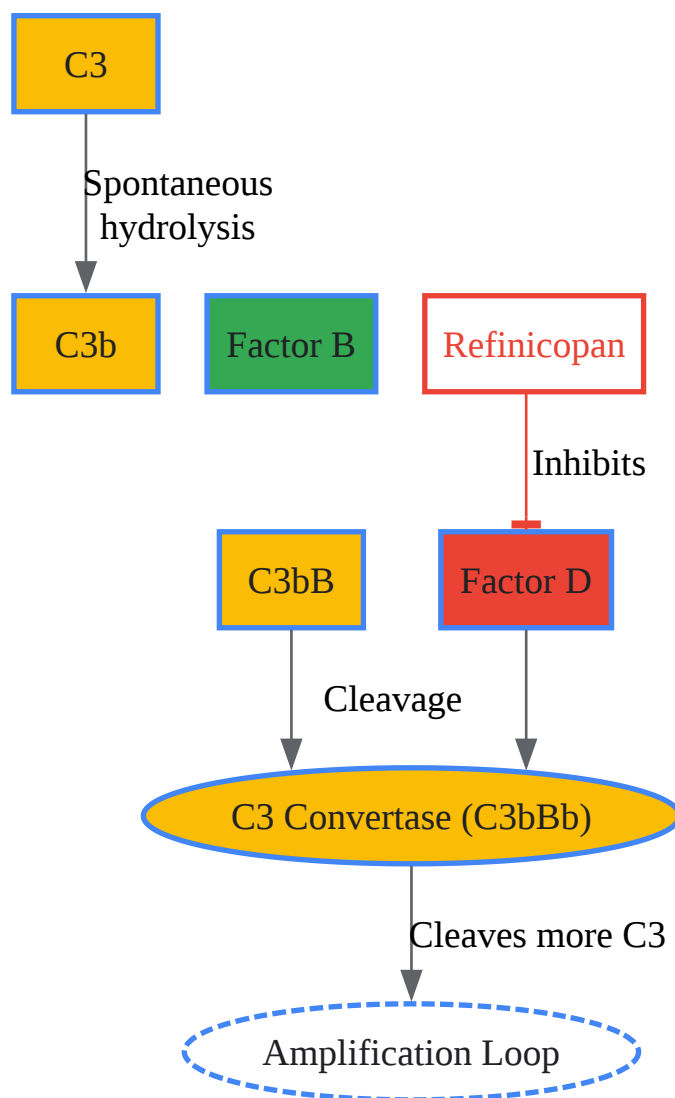 C3
Spontaneous
hydrolysis
C3b
Factor B
Refinicopan
Inhibits
C3bB
Factor D
Cleavage
C3 Convertase (C3bBb)
Cleaves more C3
Amplification Loop